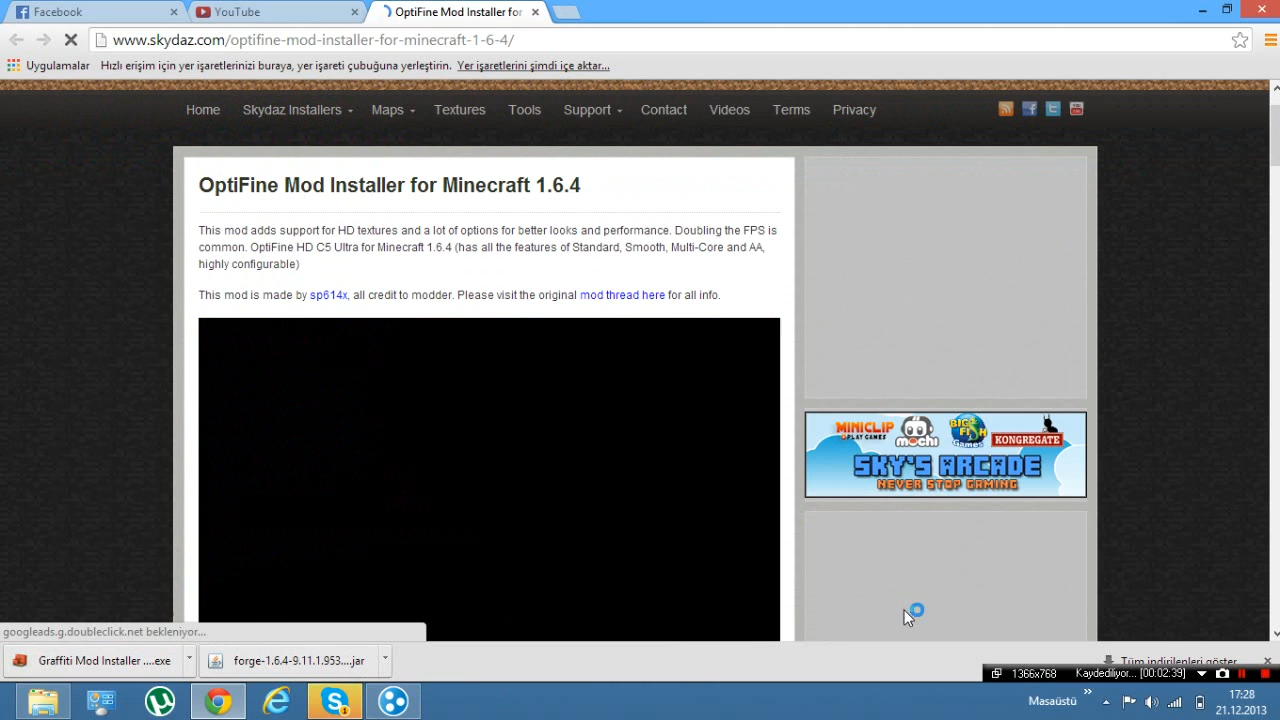 Facebook
YouTube
OptiFine Mod Installer for
www.skydaz.com/optifine-mod-installer-for-minecraft-1-6-4/
Uygulamalar Hızlı erişim için yer işaretlerinizi buraya, yer işareti çubuğuna yerleştirin. Yer işaretlerini şimdi içe aktar...
Home Skydaz Installers Maps Textures Tools Support Contact Videos Terms Privacy
OptiFine Mod Installer for Minecraft 1.6.4
This mod adds support for HD textures and a lot of options for better looks and performance. Doubling the FPS is
common. OptiFine HD C5 Ultra for Minecraft 1.6.4 (has all the features of Standard, Smooth, Multi-Core and AA,
highly configurable)
This mod is made by sp614x, all credit to modder. Please visit the original mod thread here for all info.
MINICLIP
PLAY GAMES
mochi
BIG FISH
Games
KONGREGATE
SKY'S ARCADE
NEVER STOP GAMING
googleads.g.doubleclick.net bekleniyor...
Graffiti Mod Installer ....exe
forge-1.6.4-9.11.1.953....jar
Tüm indirilenleri göster...
1366x768 Kaydediliyor... [00:02:39]
Masaüstü
17:28
21.12.2013